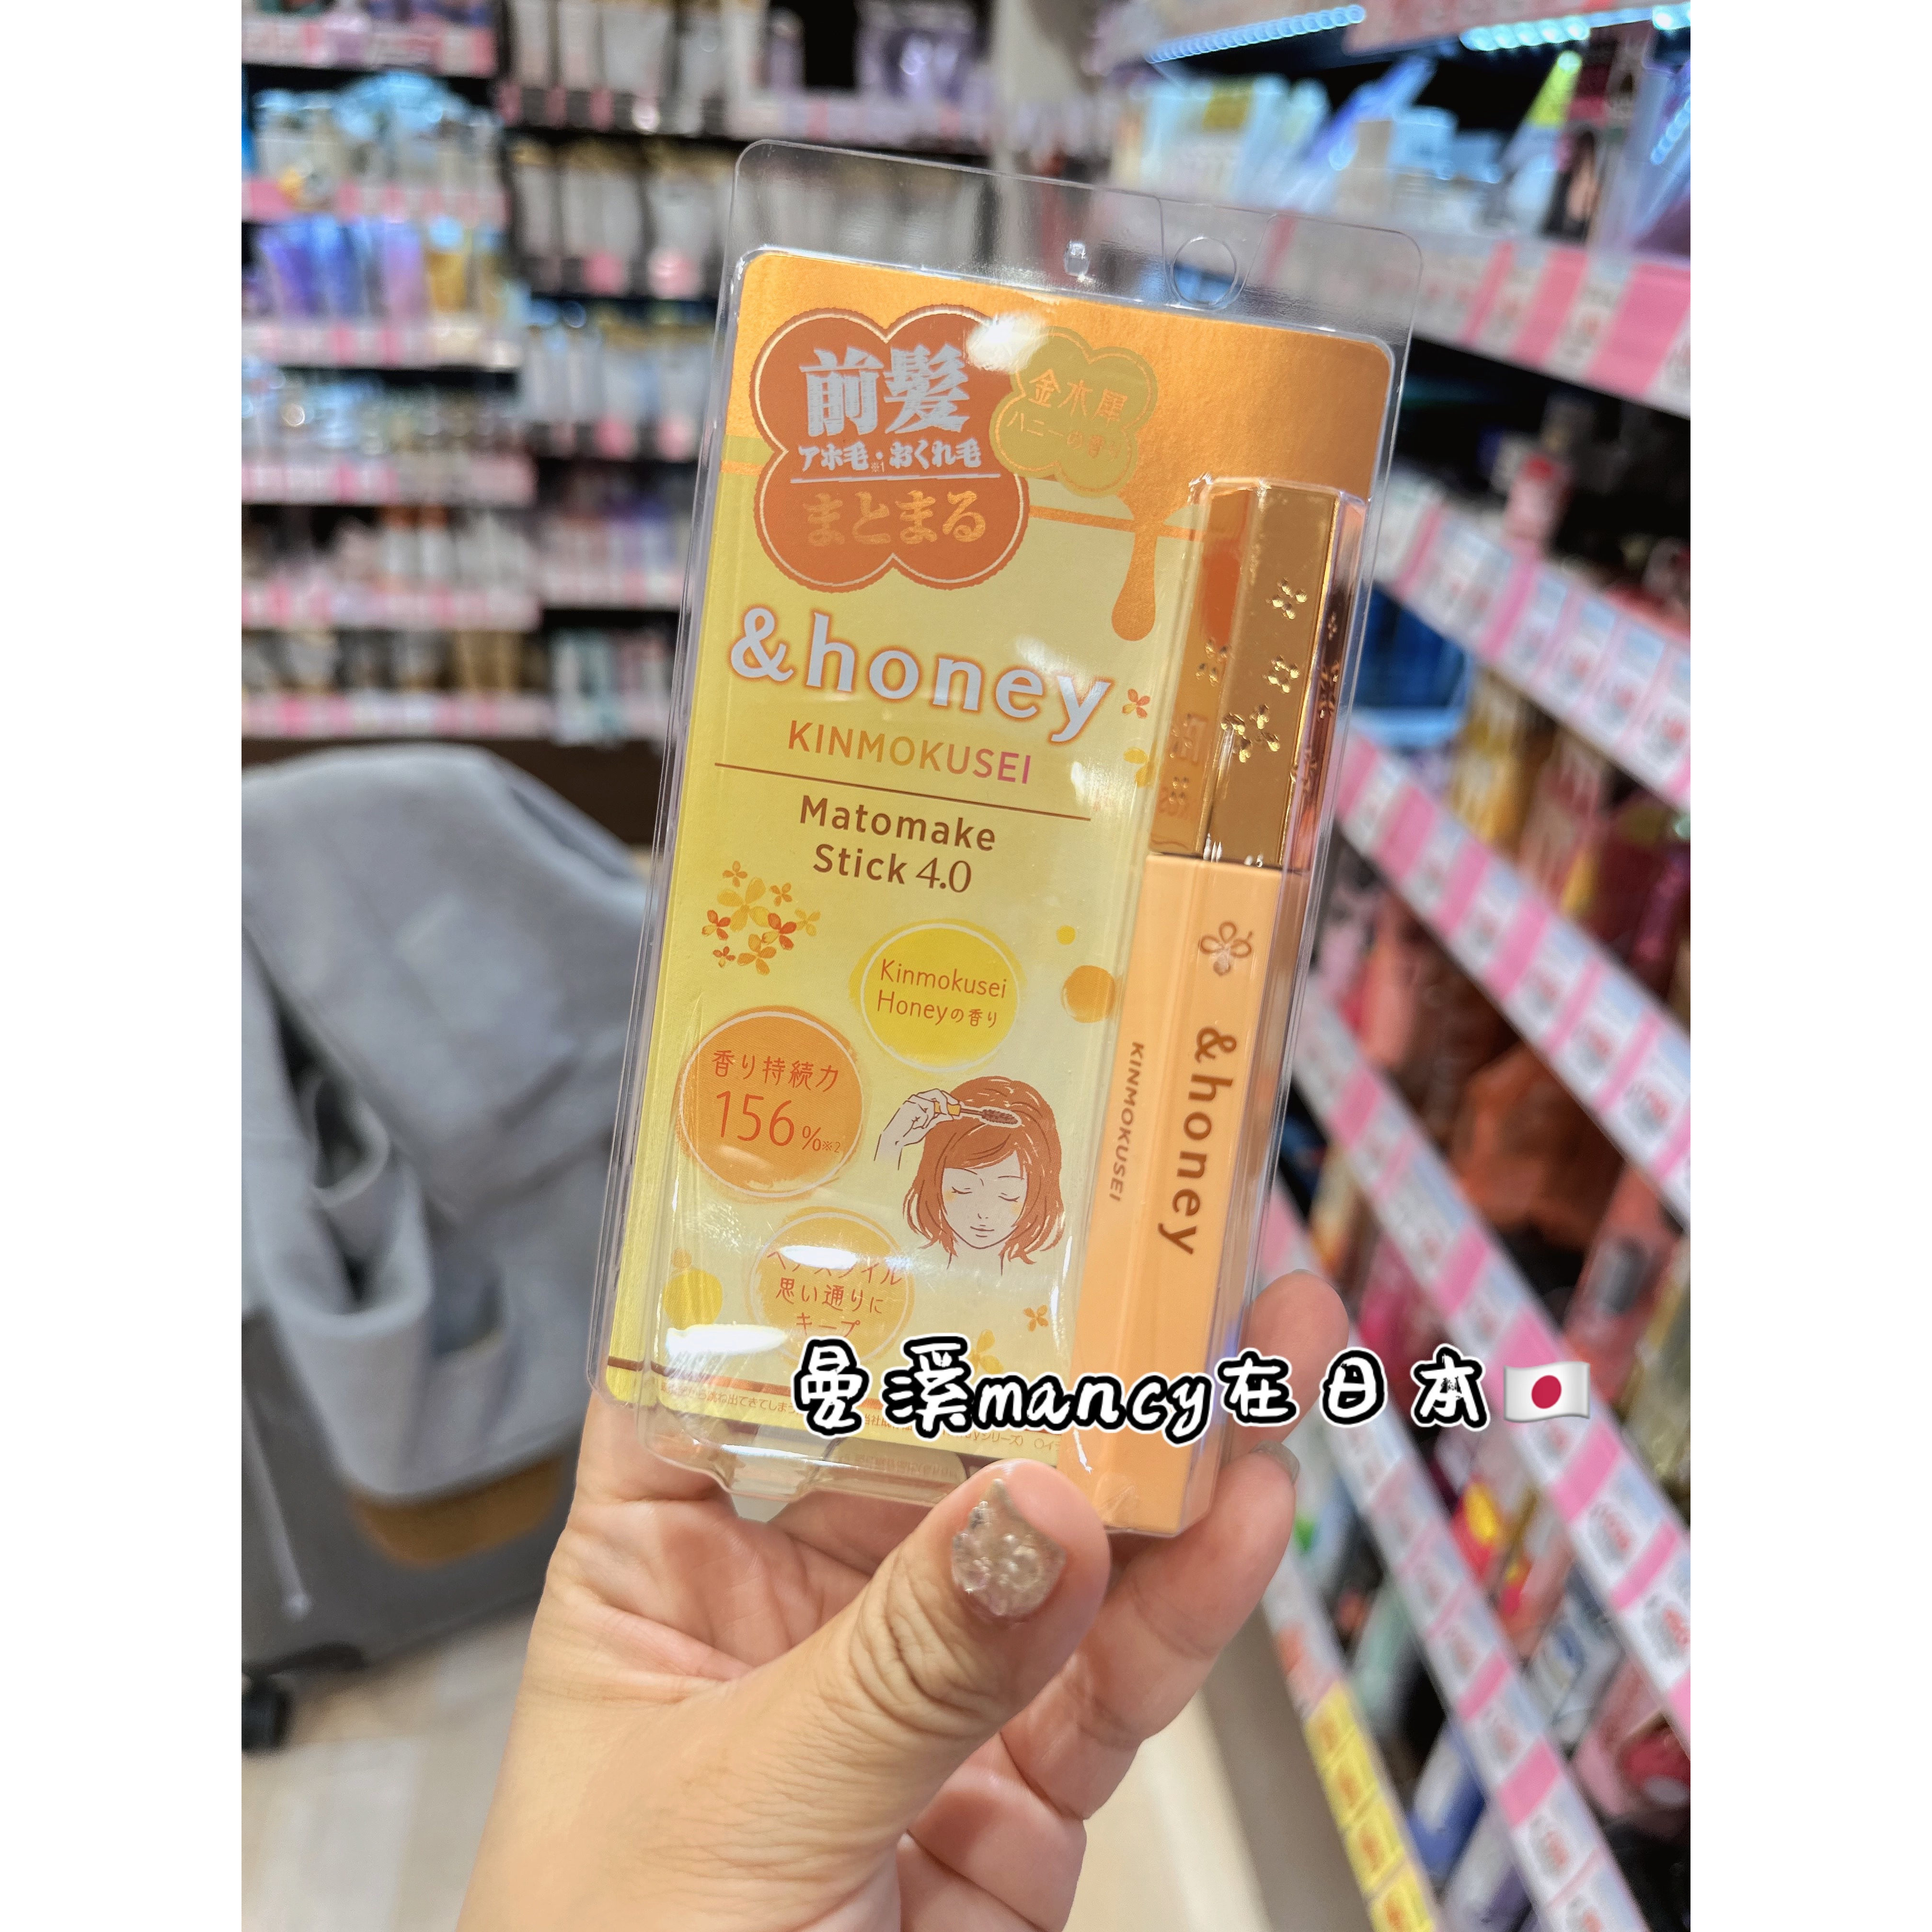 前髪
アホ毛※1・おくれ毛
まとまる
金木犀
ハニーの香り
&honey
KINMOKUSEI
Matomake
Stick 4.0
Kinmokusei
Honeyの香り
香り持続力
156%※2
ヘアスタイル
思い通りに
キープ
&honey
KINMOKUSEI
曼溪mancy在日本🇯🇵